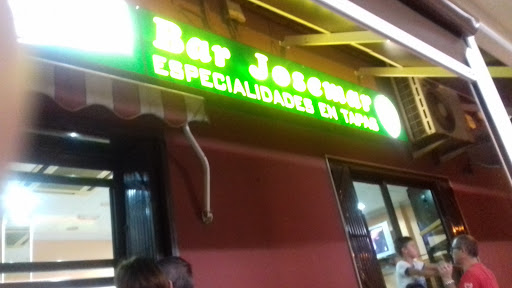 Bar Josemar
ESPECIALIDADES EN TAPAS